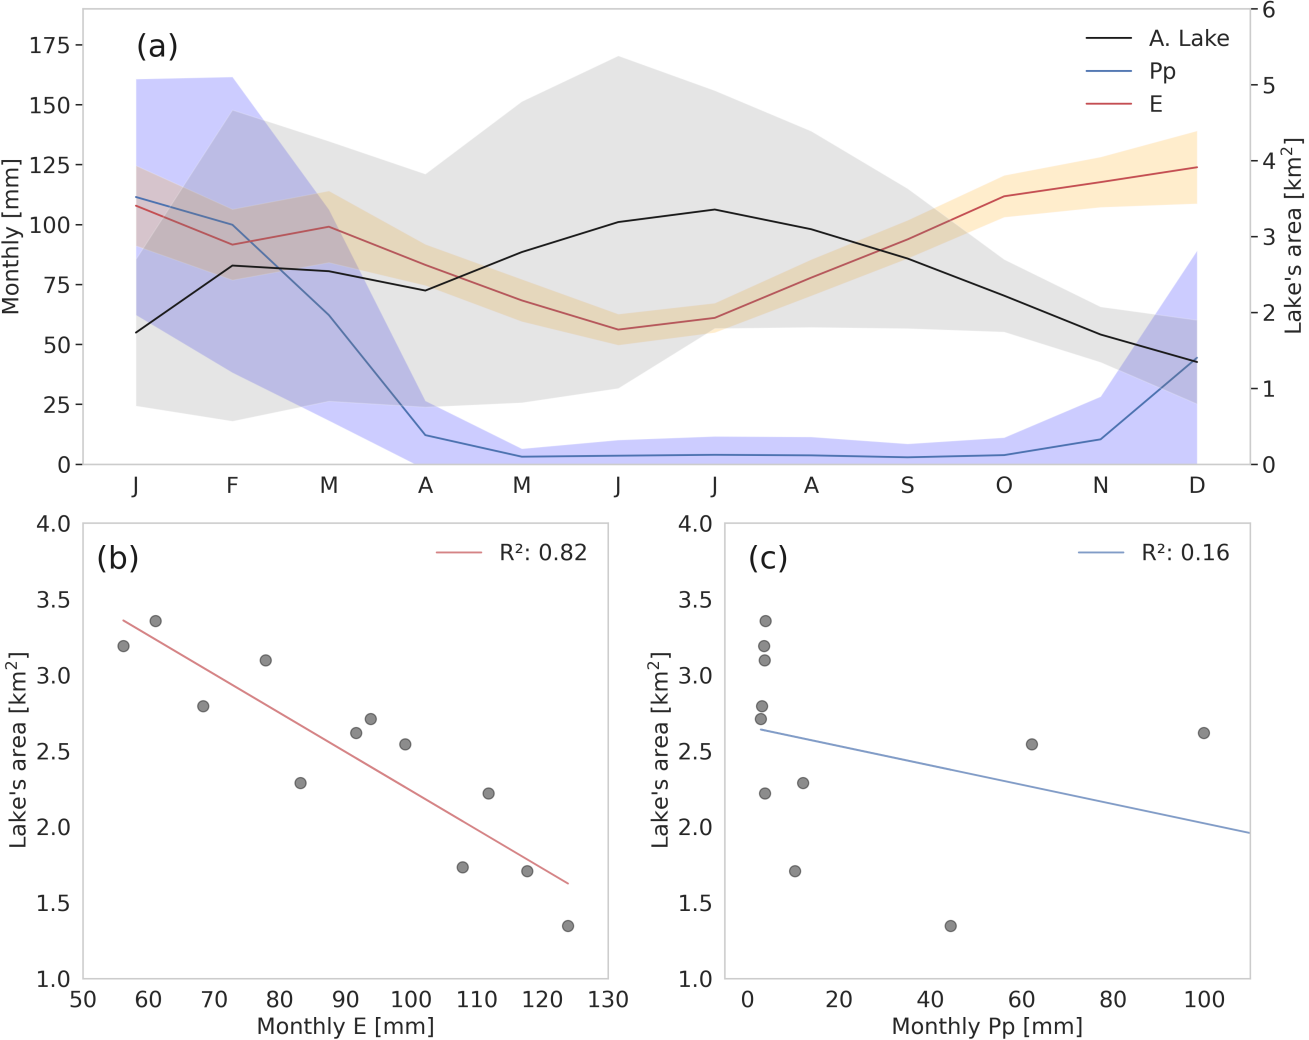 (a)
A. Lake
Pp
E
Monthly [mm]
175
150
125
100
75
50
25
0
Lake's area [km²]
6
5
4
3
2
1
0
J F M A M J J A S O N D
(b)
R²: 0.82
Lake's area [km²]
4.0
3.5
3.0
2.5
2.0
1.5
1.0
50 60 70 80 90 100 110 120 130
Monthly E [mm]
(c)
R²: 0.16
Lake's area [km²]
4.0
3.5
3.0
2.5
2.0
1.5
1.0
0 20 40 60 80 100
Monthly Pp [mm]